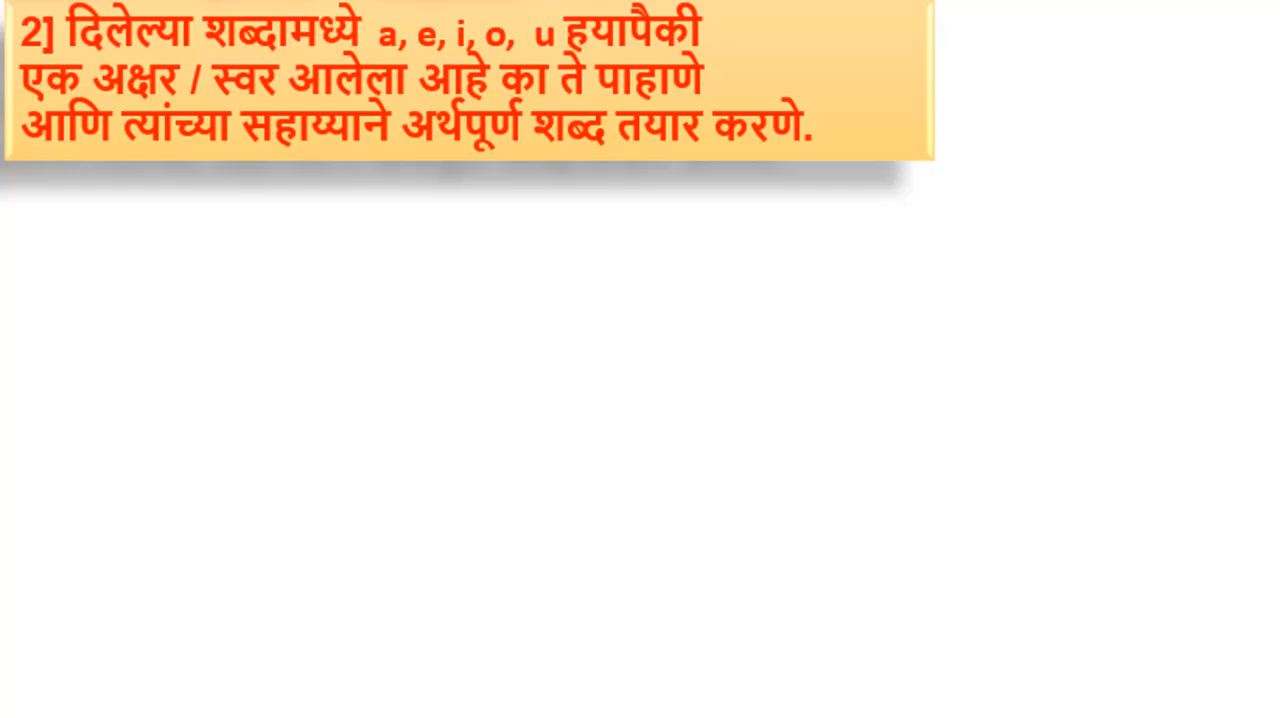 2] दिलेल्या शब्दामध्ये a, e, i, o, u हयापैकी
एक अक्षर / स्वर आलेला आहे का ते पाहाणे
आणि त्यांच्या सहाय्याने अर्थपूर्ण शब्द तयार करणे.